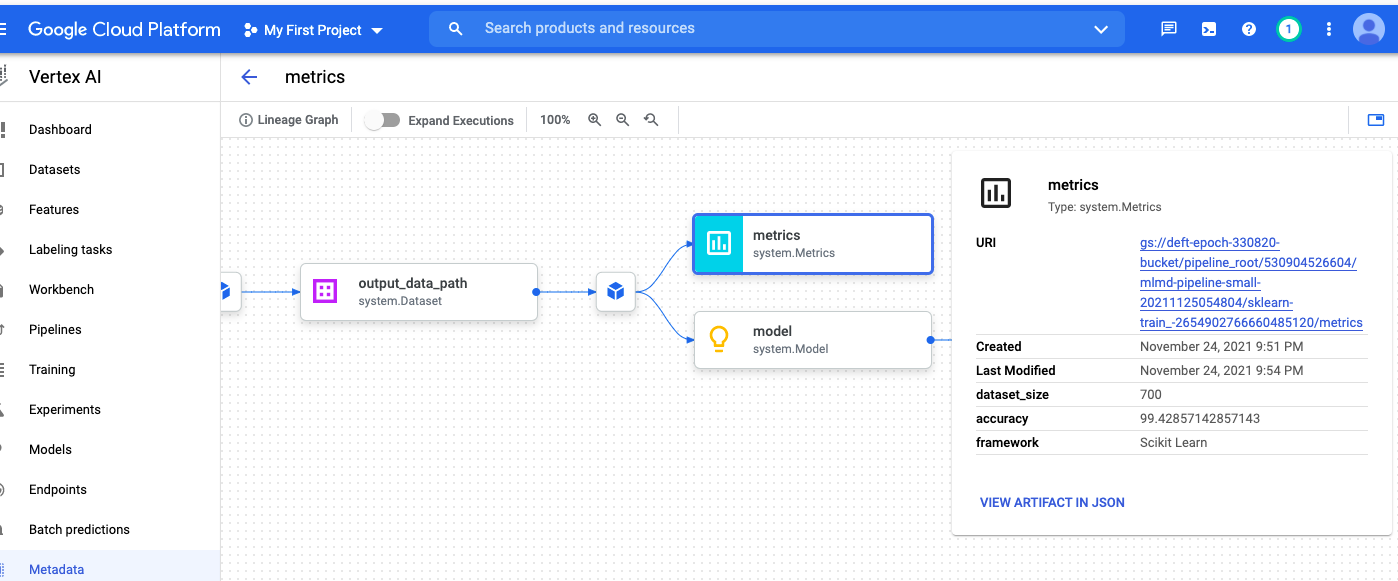 Google Cloud Platform
My First Project
Search products and resources
1
Vertex AI
metrics
Dashboard
Datasets
Features
Labeling tasks
Workbench
Pipelines
Training
Experiments
Models
Endpoints
Batch predictions
Metadata
Lineage Graph
Expand Executions
100%
output_data_path
system.Dataset
metrics
system.Metrics
model
system.Model
metrics
Type: system.Metrics
URI
gs://deft-epoch-330820-
bucket/pipeline_root/530904526604/
mlmd-pipeline-small-
20211125054804/sklearn-
train_-2654902766660485120/metrics
Created November 24, 2021 9:51 PM
Last Modified November 24, 2021 9:54 PM
dataset_size 700
accuracy 99.42857142857143
framework Scikit Learn
VIEW ARTIFACT IN JSON